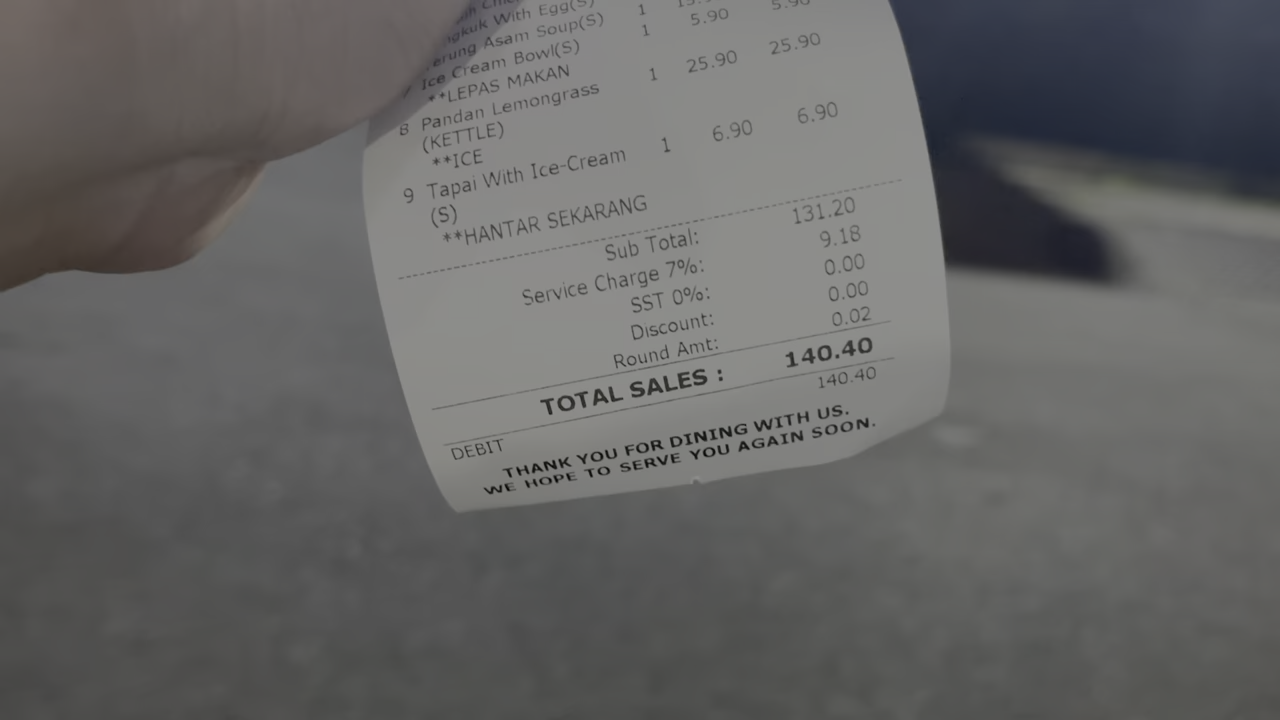 With Egg(S) 1
Asam Soup(S) 1 5.90 5.90
Ice Cream Bowl(S)
**LEPAS MAKAN
8 Pandan Lemongrass 1 25.90 25.90
(KETTLE)
**ICE
9 Tapai With Ice-Cream 1 6.90 6.90
(S)
**HANTAR SEKARANG
Sub Total: 131.20
Service Charge 7%: 9.18
SST 0%: 0.00
Discount: 0.00
Round Amt: 0.02
TOTAL SALES : 140.40
DEBIT 140.40
THANK YOU FOR DINING WITH US.
WE HOPE TO SERVE YOU AGAIN SOON.